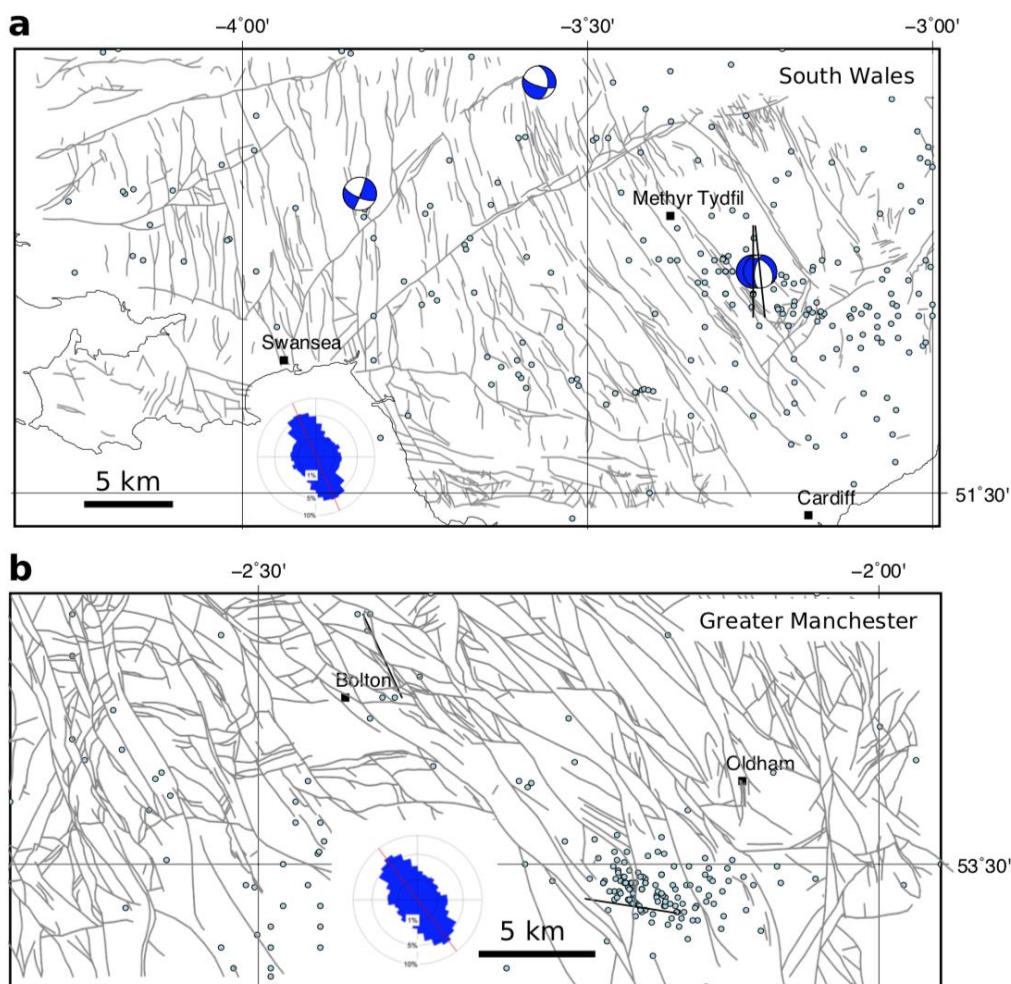 a
−4˚00'
−3˚30'
−3˚00'
South Wales
Methyr Tydfil
Swansea
5 km
1%
5%
10%
Cardiff
51˚30'
b
−2˚30'
−2˚00'
Greater Manchester
Bolton
Oldham
53˚30'
1%
5%
10%
5 km